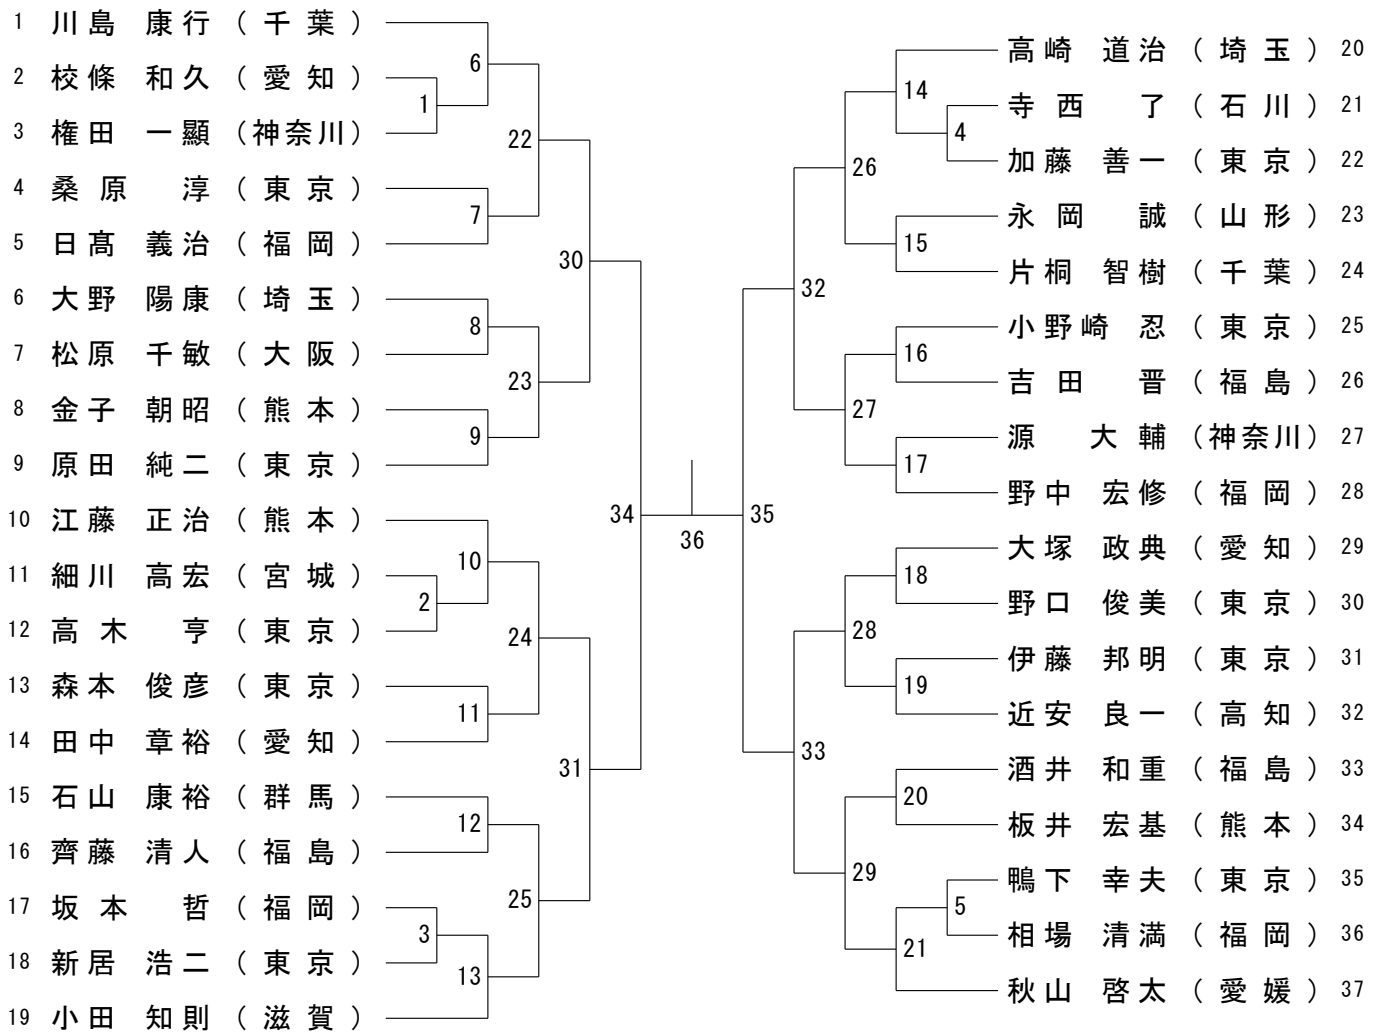 1 川島 康行 ( 千 葉 )
2 校條 和久 ( 愛 知 )
3 権田 一顯 (神奈川)
4 桑原 淳 ( 東 京 )
5 日髙 義治 ( 福 岡 )
6 大野 陽康 ( 埼 玉 )
7 松原 千敏 ( 大 阪 )
8 金子 朝昭 ( 熊 本 )
9 原田 純二 ( 東 京 )
10 江藤 正治 ( 熊 本 )
11 細川 高宏 ( 宮 城 )
12 高木 亨 ( 東 京 )
13 森本 俊彦 ( 東 京 )
14 田中 章裕 ( 愛 知 )
15 石山 康裕 ( 群 馬 )
16 齊藤 清人 ( 福 島 )
17 坂本 哲 ( 福 岡 )
18 新居 浩二 ( 東 京 )
19 小田 知則 ( 滋 賀 )
1
2
3
6
7
8
9
10
11
12
13
22
23
24
25
30
31
34
36
35
32
33
26
27
28
29
14
15
16
17
18
19
20
21
4
5
高崎 道治 ( 埼 玉 ) 20
寺西 了 ( 石 川 ) 21
加藤 善一 ( 東 京 ) 22
永岡 誠 ( 山 形 ) 23
片桐 智樹 ( 千 葉 ) 24
小野崎 忍 ( 東 京 ) 25
吉田 晋 ( 福 島 ) 26
源 大輔 (神奈川) 27
野中 宏修 ( 福 岡 ) 28
大塚 政典 ( 愛 知 ) 29
野口 俊美 ( 東 京 ) 30
伊藤 邦明 ( 東 京 ) 31
近安 良一 ( 高 知 ) 32
酒井 和重 ( 福 島 ) 33
板井 宏基 ( 熊 本 ) 34
鴨下 幸夫 ( 東 京 ) 35
相場 清満 ( 福 岡 ) 36
秋山 啓太 ( 愛 媛 ) 37